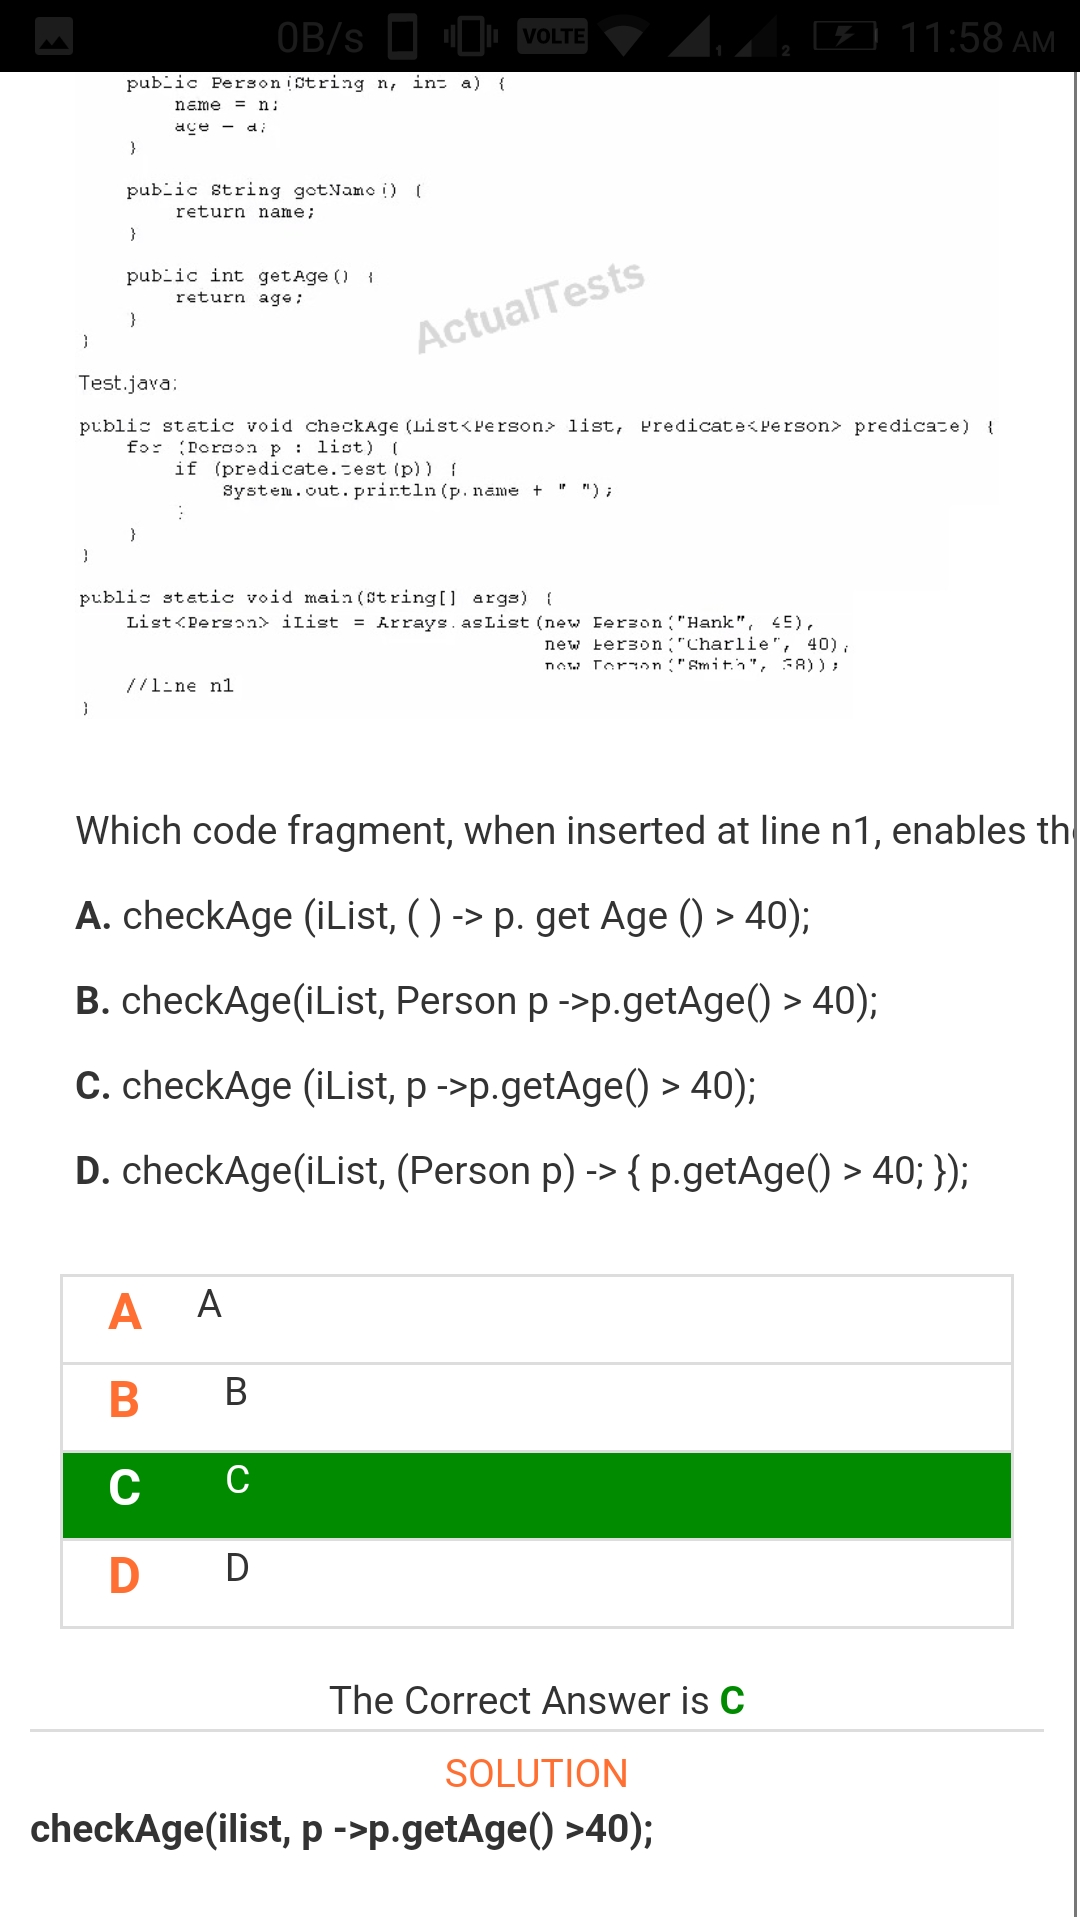 0B/s VOLTE 1 2 11:58 AM
public Person(String n, int a) {
name = n;
age = a;
}
public String getName() {
return name;
}
public int getAge() {
return age;
}
}
ActualTests
Test.java:
public static void checkAge(List<Person> list, Predicate<Person> predicate) {
for (Person p : list) {
if (predicate.test(p)) {
System.out.println(p.name + " ");
}
}
}
public static void main(String[] args) {
List<Person> iList = Arrays.asList(new Person("Hank", 45),
new Person("Charlie", 40),
new Person("Smith", 38));
//line n1
}
Which code fragment, when inserted at line n1, enables
A. checkAge (iList, ( ) -> p. get Age () > 40);
B. checkAge(iList, Person p ->p.getAge() > 40);
C. checkAge (iList, p ->p.getAge() > 40);
D. checkAge(iList, (Person p) -> { p.getAge() > 40; });
A A
B B
C C
D D
The Correct Answer is C
SOLUTION
checkAge(ilist, p ->p.getAge() >40);